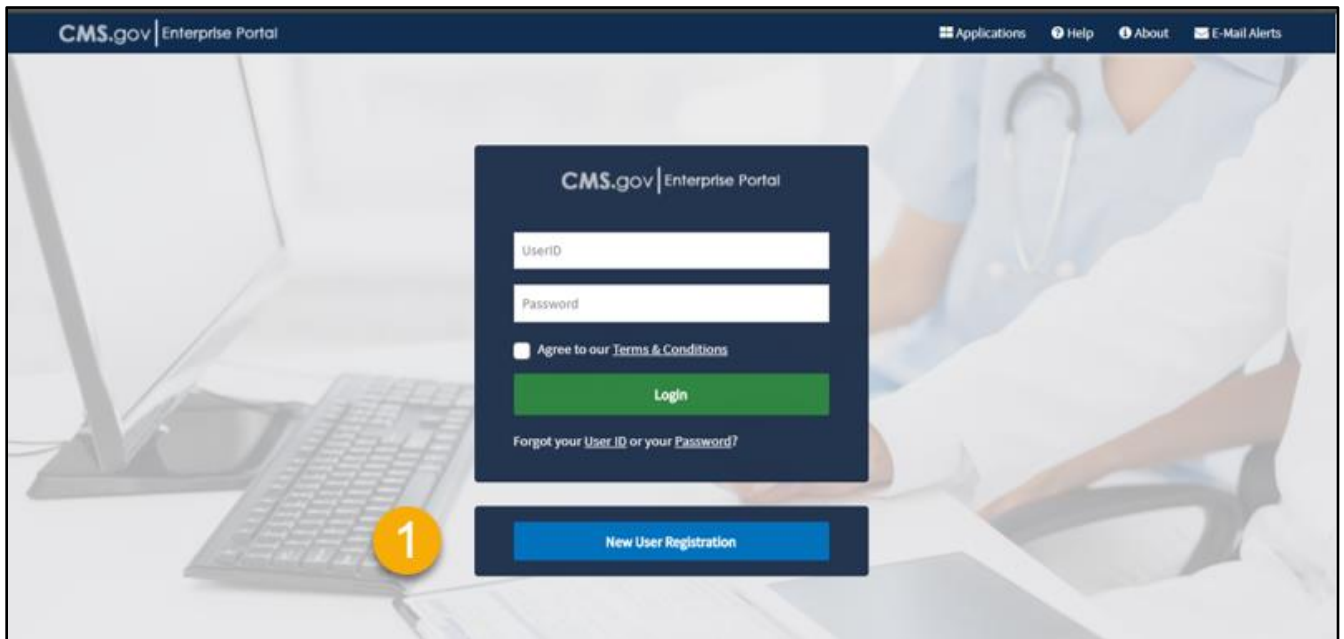 CMS.gov Enterprise Portal
Applications Help About E-Mail Alerts
CMS.gov Enterprise Portal
UserID
Password
Agree to our Terms & Conditions
Login
Forgot your User ID or your Password?
1
New User Registration